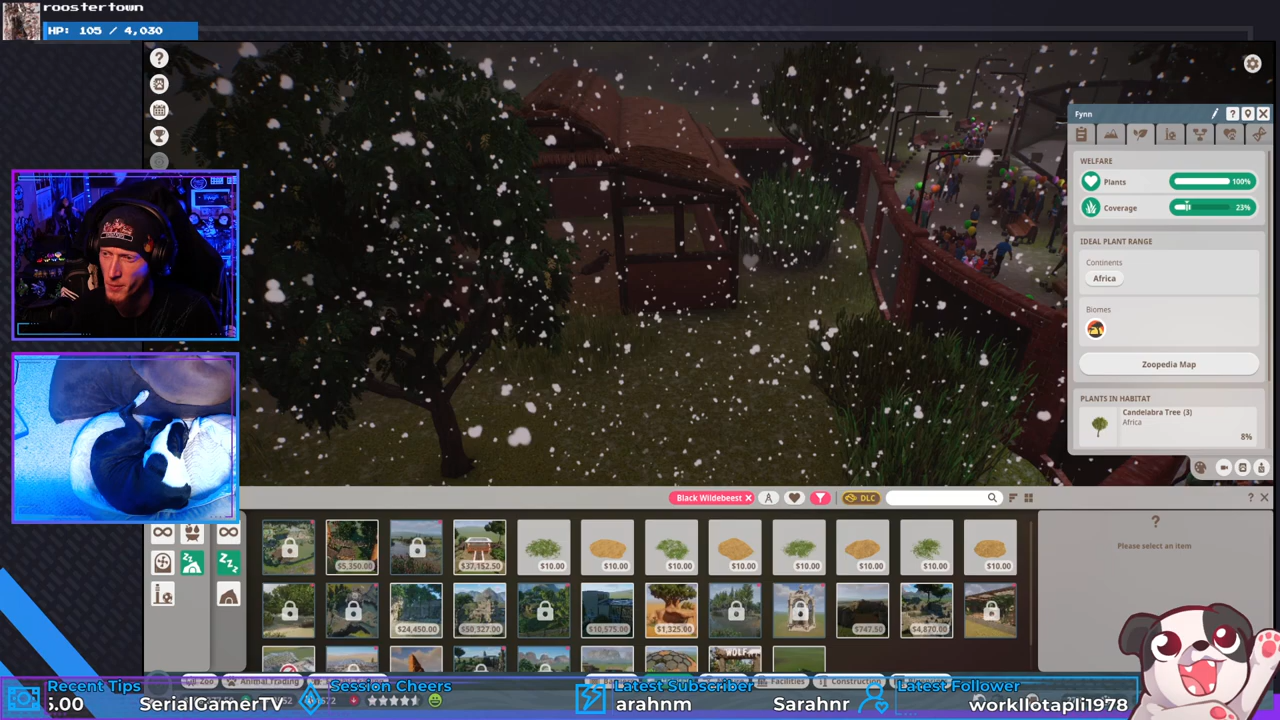 roostertown
HP: 105 / 4,030
Fynn
WELFARE
Plants
100%
Coverage
23%
IDEAL PLANT RANGE
Continents
Africa
Biomes
Zoopedia Map
PLANTS IN HABITAT
Candelabra Tree (3)
Africa
8%
Black Wildebeest
DLC
$5,350.00
$37,152.50
$10.00
$10.00
$10.00
$10.00
$10.00
$10.00
$10.00
$10.00
Please select an item
$24,450.00
$50,327.00
$10,575.00
$1,325.00
$747.50
$4,870.00
WOLF
Zoo
Animal Trading
Facilities
Construction
Recent Tips
SerialGamerTV
Session Cheers
Latest Subscriber
arahnm
Sarahnr
Latest Follower
workllotapli1978